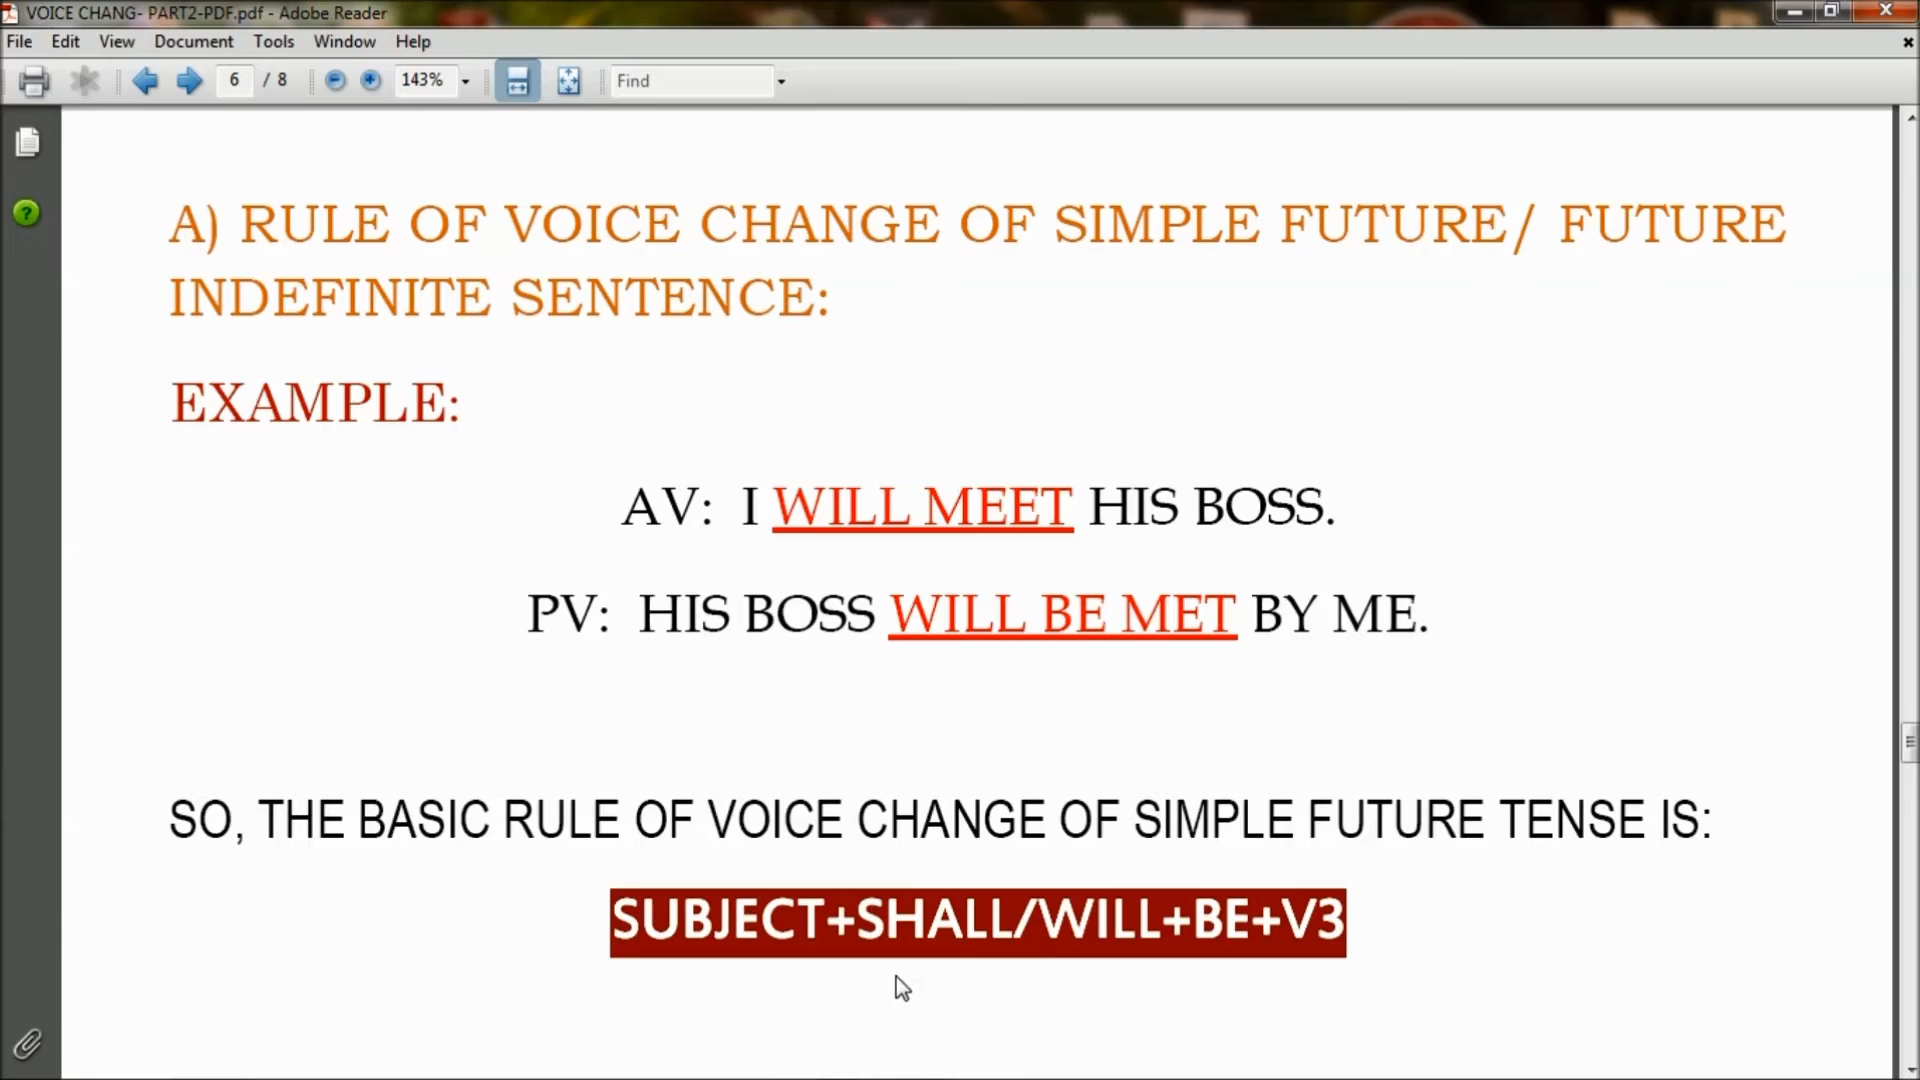 VOICE CHANG- PART2-PDF.pdf - Adobe Reader
File Edit View Document Tools Window Help
6 / 8 143% Find
A) RULE OF VOICE CHANGE OF SIMPLE FUTURE/ FUTURE
INDEFINITE SENTENCE:
EXAMPLE:
AV: I WILL MEET HIS BOSS.
PV: HIS BOSS WILL BE MET BY ME.
SO, THE BASIC RULE OF VOICE CHANGE OF SIMPLE FUTURE TENSE IS:
SUBJECT+SHALL/WILL+BE+V3